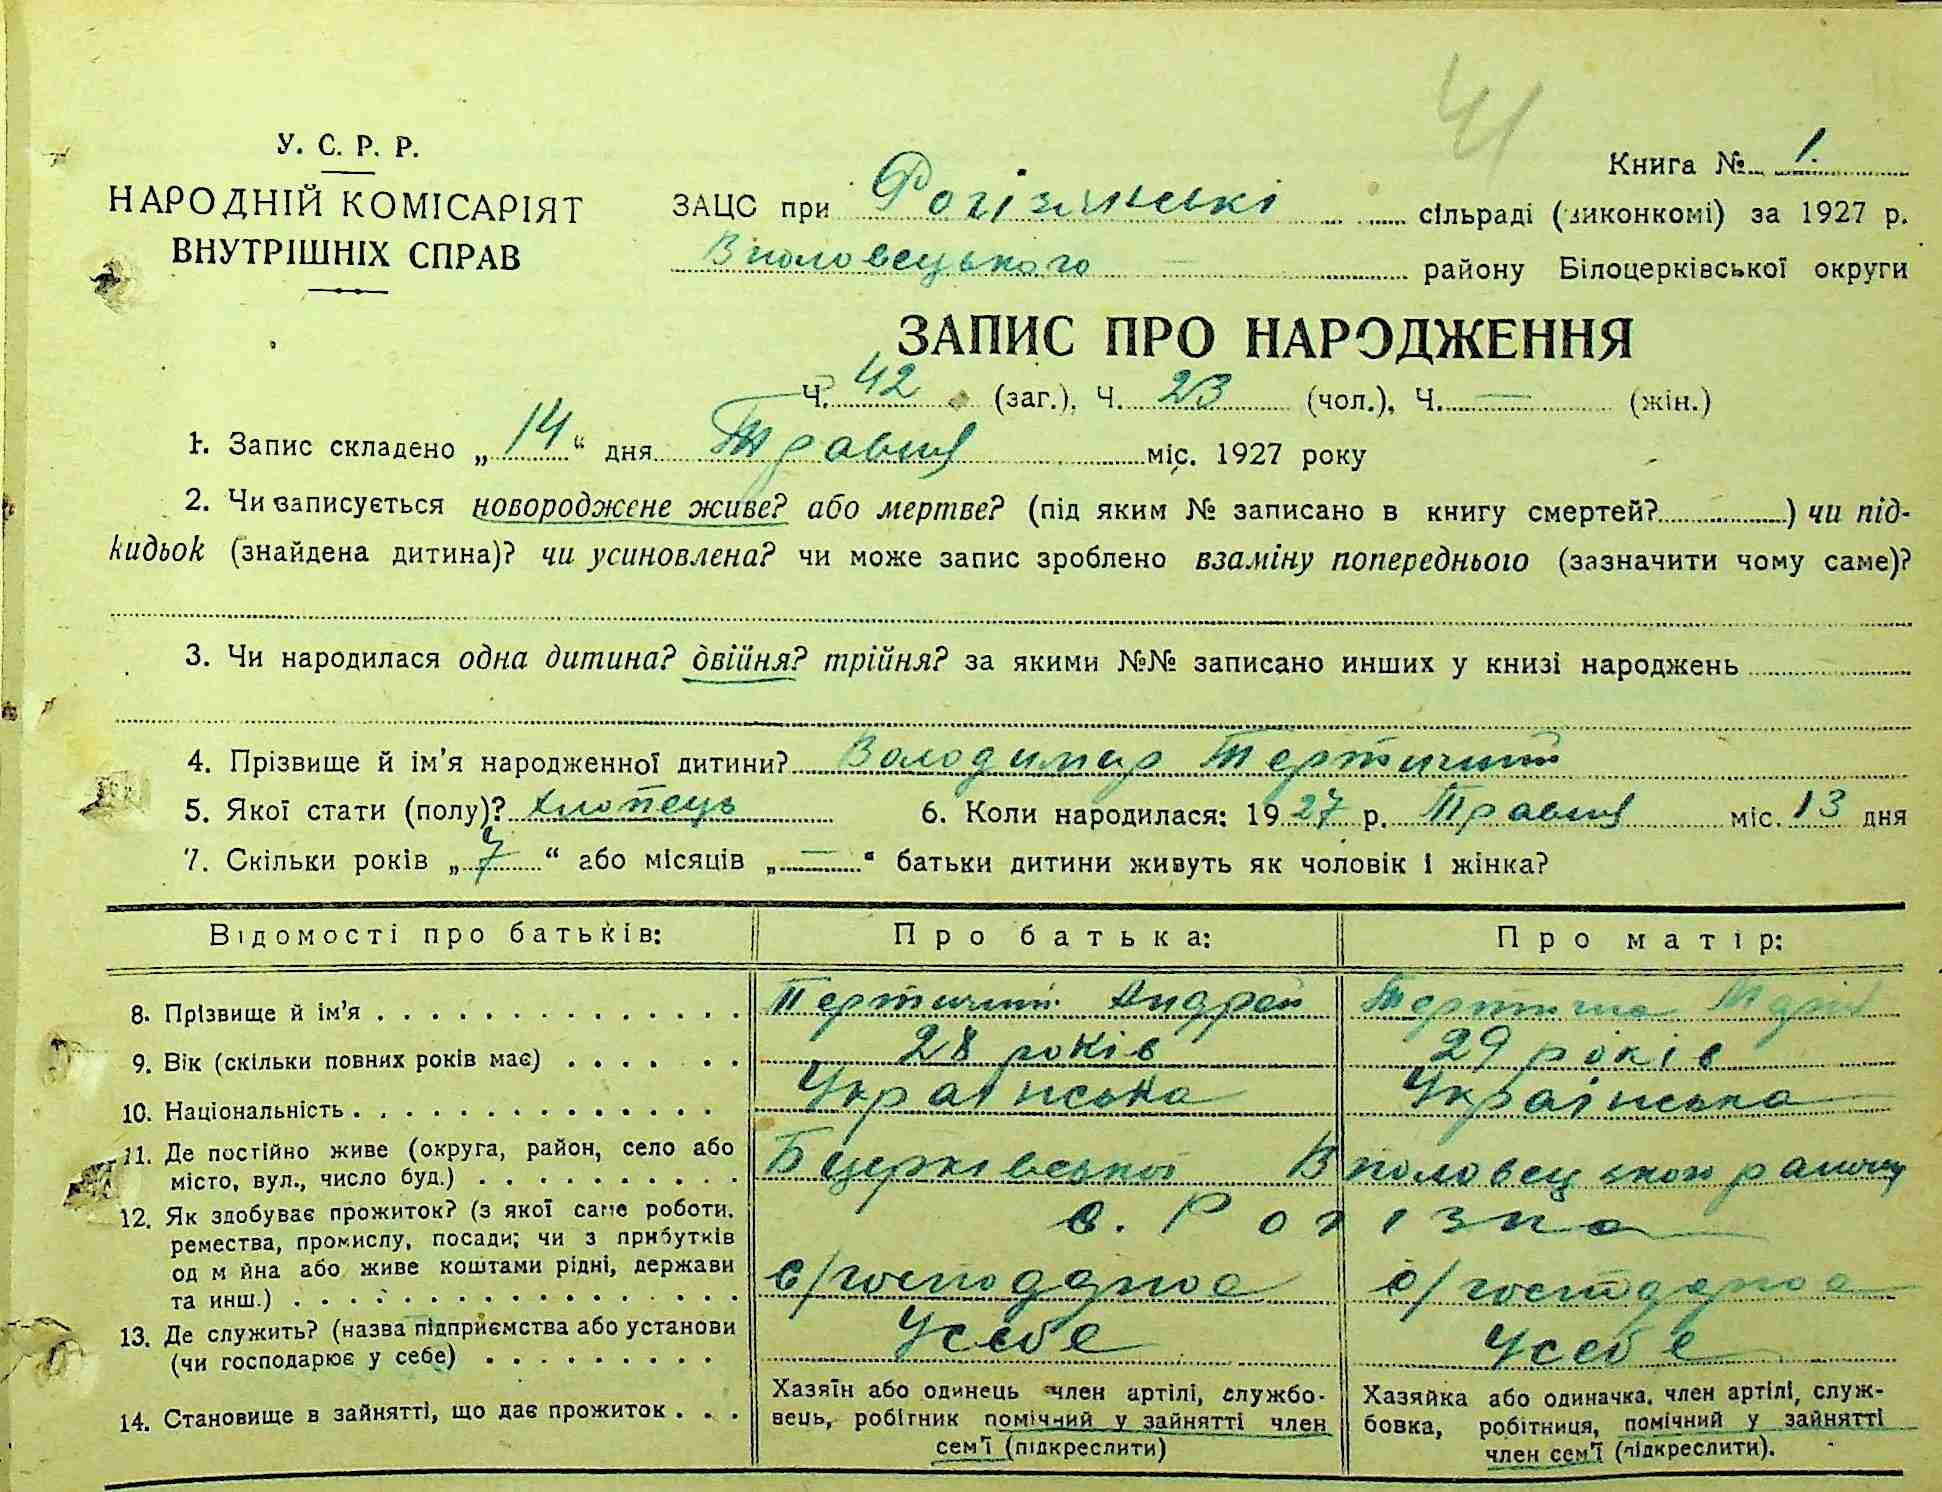 41
У. С. Р. Р.
НАРОДНІЙ КОМІСАРІЯТ
ВНУТРІШНІХ СПРАВ
Книга № 1.
ЗАЦС при Рогізнянські сільраді (виконкомі) за 1927 р.
Вполовецького району Білоцерківської округи
ЗАПИС ПРО НАРОДЖЕННЯ
Ч. 42 (заг.), Ч. 23 (чол.), Ч. — (жін.)
1. Запис складено „14“ дня Травня міс. 1927 року
2. Чи записується новороджене живе? або мертве? (під яким № записано в книгу смертей? ) чи під-
кидьок (знайдена дитина)? чи усиновлена? чи може запис зроблено взаміну попереднього (зазначити чому саме)?
3. Чи народилася одна дитина? двійня? трійня? за якими №№ записано инших у книзі народжень
4. Прізвище й ім'я народженної дитини? Володимир Тертичний
5. Якої стати (полу)? хлопець 6. Коли народилася: 1927 р. Травня міс. 13 дня
7. Скільки років „7“ або місяців „—“ батьки дитини живуть як чоловік і жінка?
Відомості про батьків: Про батька: Про матір:
8. Прізвище й ім'я Тертичний Андрей Тертична Марія
9. Вік (скільки повних років має) 28 років 29 років
10. Національність Українська Українська
11. Де постійно живе (округа, район, село або
місто, вул., число буд.) Бцерківської Вполовецького району
с. Рогізна
12. Як здобуває прожиток? (з якої саме роботи,
ремества, промислу, посади; чи з прибутків
од м йна або живе коштами рідні, держави
та инш.) с/господарює с/господарює
13. Де служить? (назва підприємства або установи
(чи господарює у себе) У себе У себе
14. Становище в зайнятті, що дає прожиток
Хазяїн або одинець член артілі, службо-
вець, робітник помічний у зайнятті член
сем'ї (підкреслити)
Хазяйка або одиначка, член артілі, служ-
бовка, робітниця, помічний у зайнятті
член сем'ї (підкреслити).